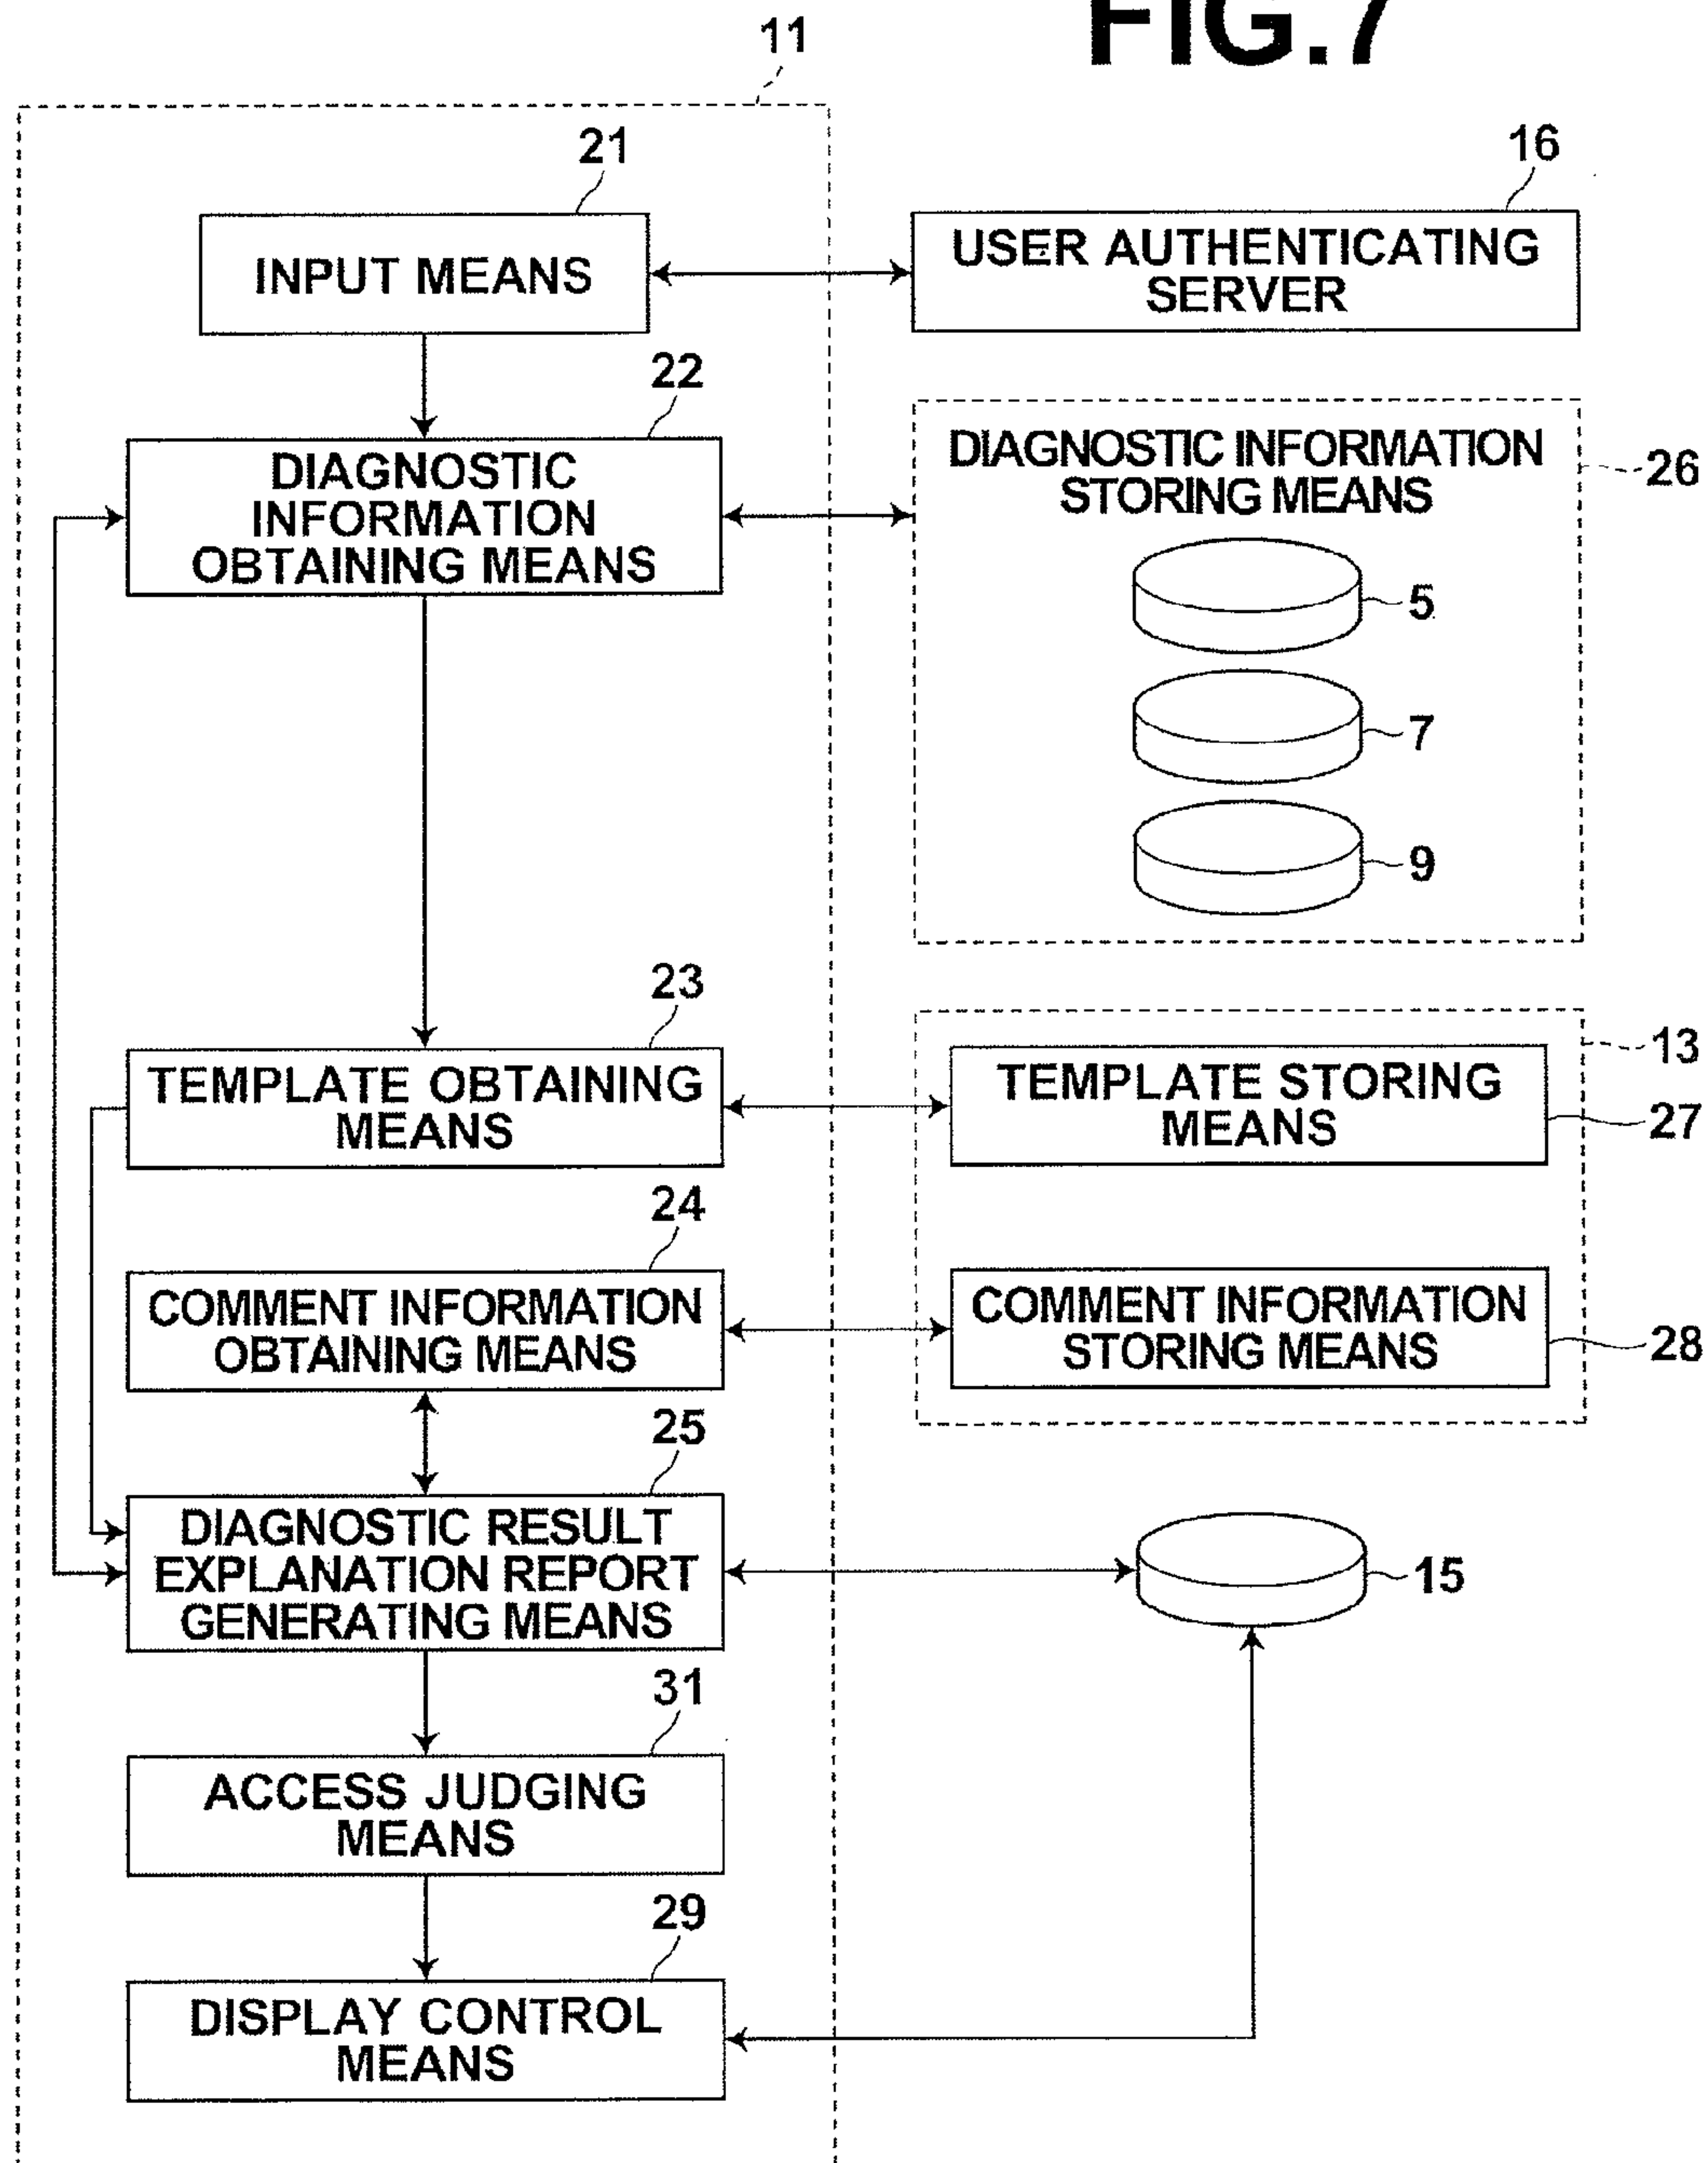 FIG.7
11
21
INPUT MEANS
16
USER AUTHENTICATING
SERVER
22
DIAGNOSTIC
INFORMATION
OBTAINING MEANS
DIAGNOSTIC INFORMATION
STORING MEANS
26
5
7
9
23
TEMPLATE OBTAINING
MEANS
13
TEMPLATE STORING
MEANS
27
24
COMMENT INFORMATION
OBTAINING MEANS
COMMENT INFORMATION
STORING MEANS
28
25
DIAGNOSTIC RESULT
EXPLANATION REPORT
GENERATING MEANS
15
31
ACCESS JUDGING
MEANS
29
DISPLAY CONTROL
MEANS